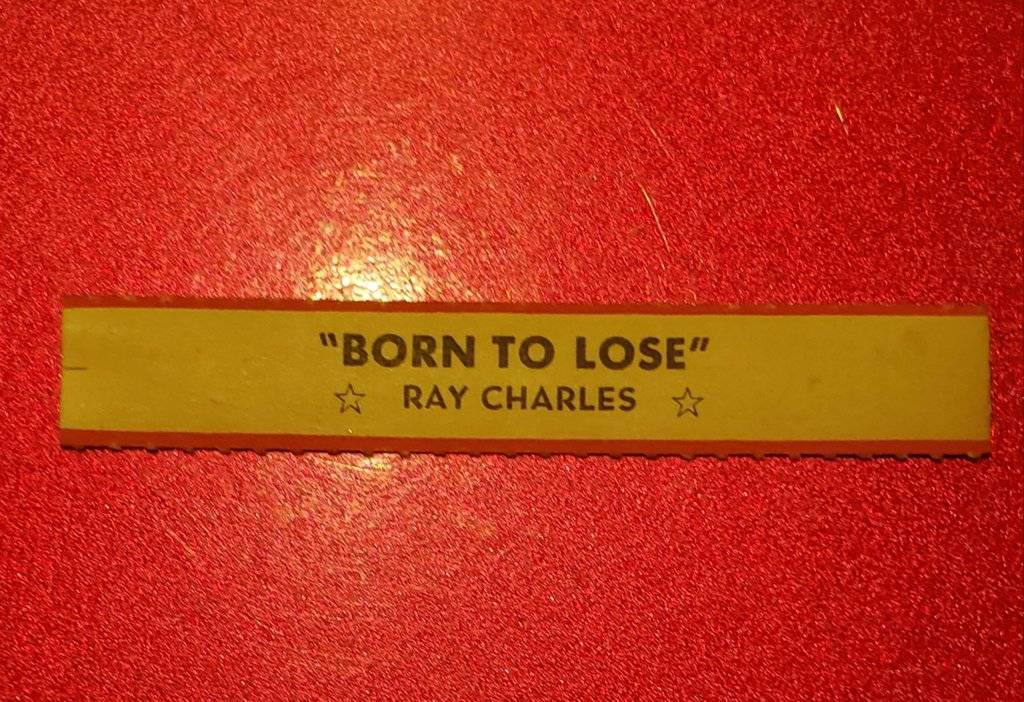 "BORN TO LOSE"
☆ RAY CHARLES ☆